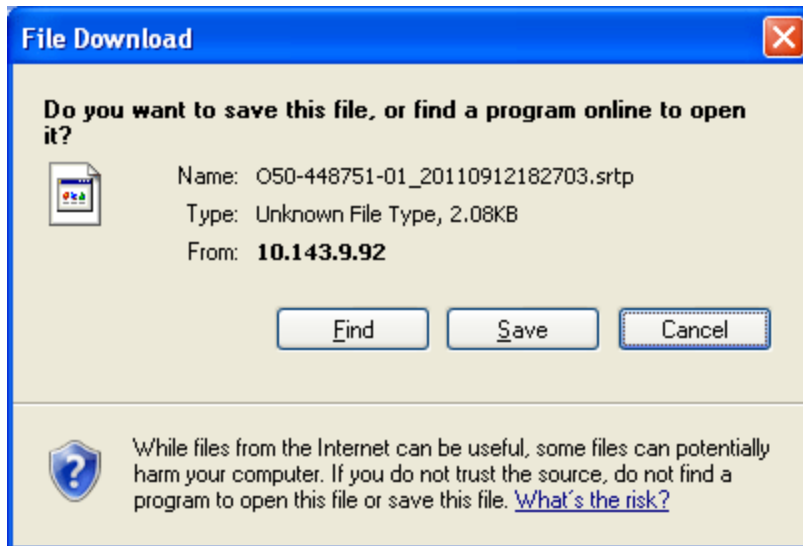 File Download
Do you want to save this file, or find a program online to open
it?
Name: O50-448751-01_20110912182703.srtp
Type: Unknown File Type, 2.08KB
From: 10.143.9.92
Find Save Cancel
While files from the Internet can be useful, some files can potentially
harm your computer. If you do not trust the source, do not find a
program to open this file or save this file. What's the risk?